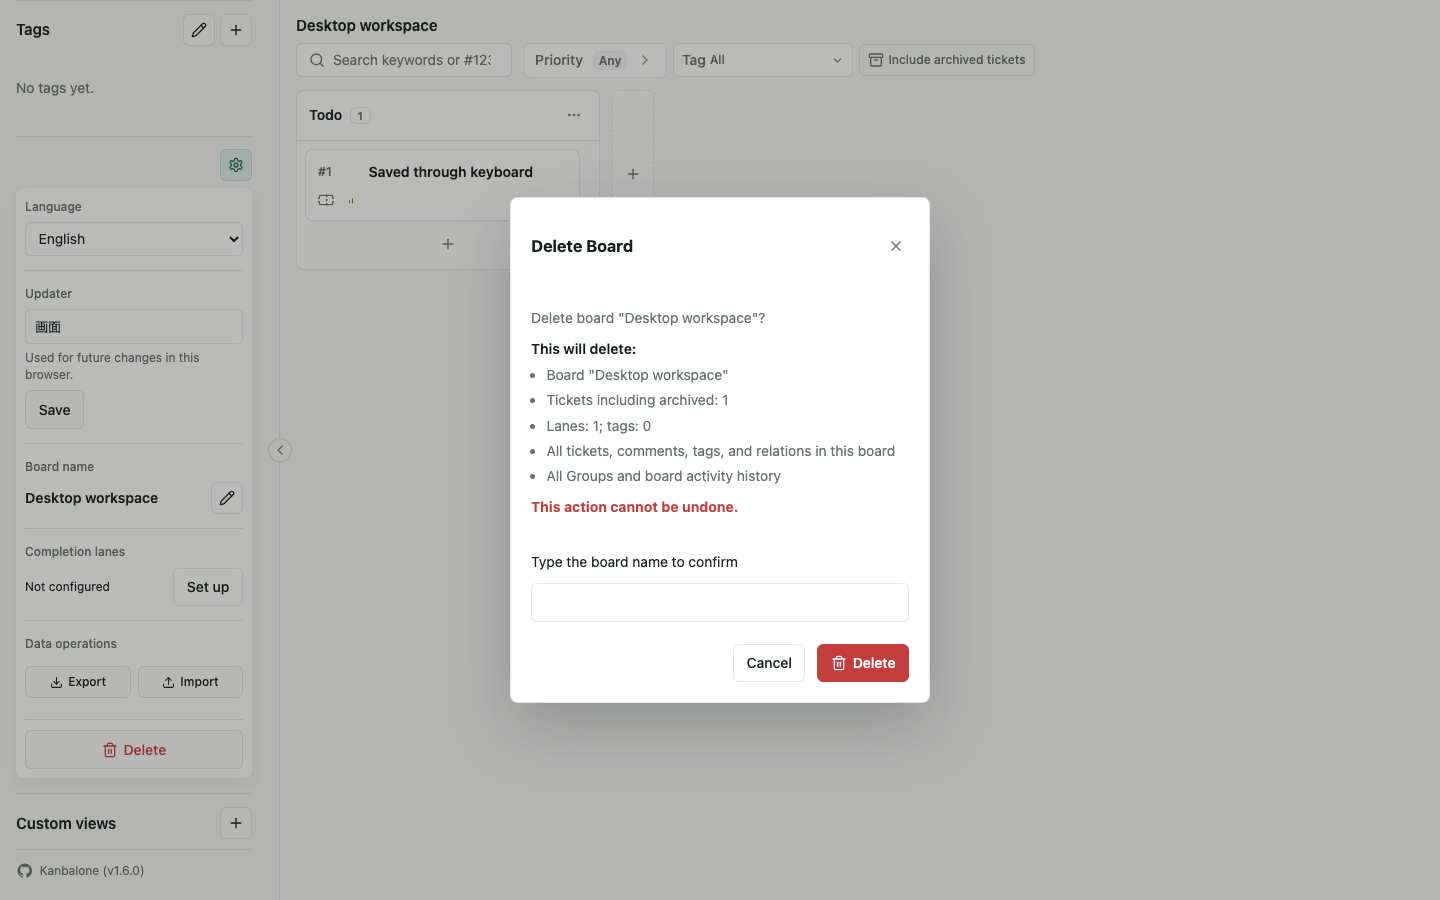 Tags
No tags yet.
Language
English
Updater
画面
Used for future changes in this
browser.
Save
Board name
Desktop workspace
Completion lanes
Not configured
Set up
Data operations
Export
Import
Delete
Custom views
Kanbalone (v1.6.0)
Desktop workspace
Search keywords or #123
Priority Any
Tag All
Include archived tickets
Todo 1
#1 Saved through keyboard
Delete Board
Delete board "Desktop workspace"?
This will delete:
Board "Desktop workspace"
Tickets including archived: 1
Lanes: 1; tags: 0
All tickets, comments, tags, and relations in this board
All Groups and board activity history
This action cannot be undone.
Type the board name to confirm
Cancel
Delete